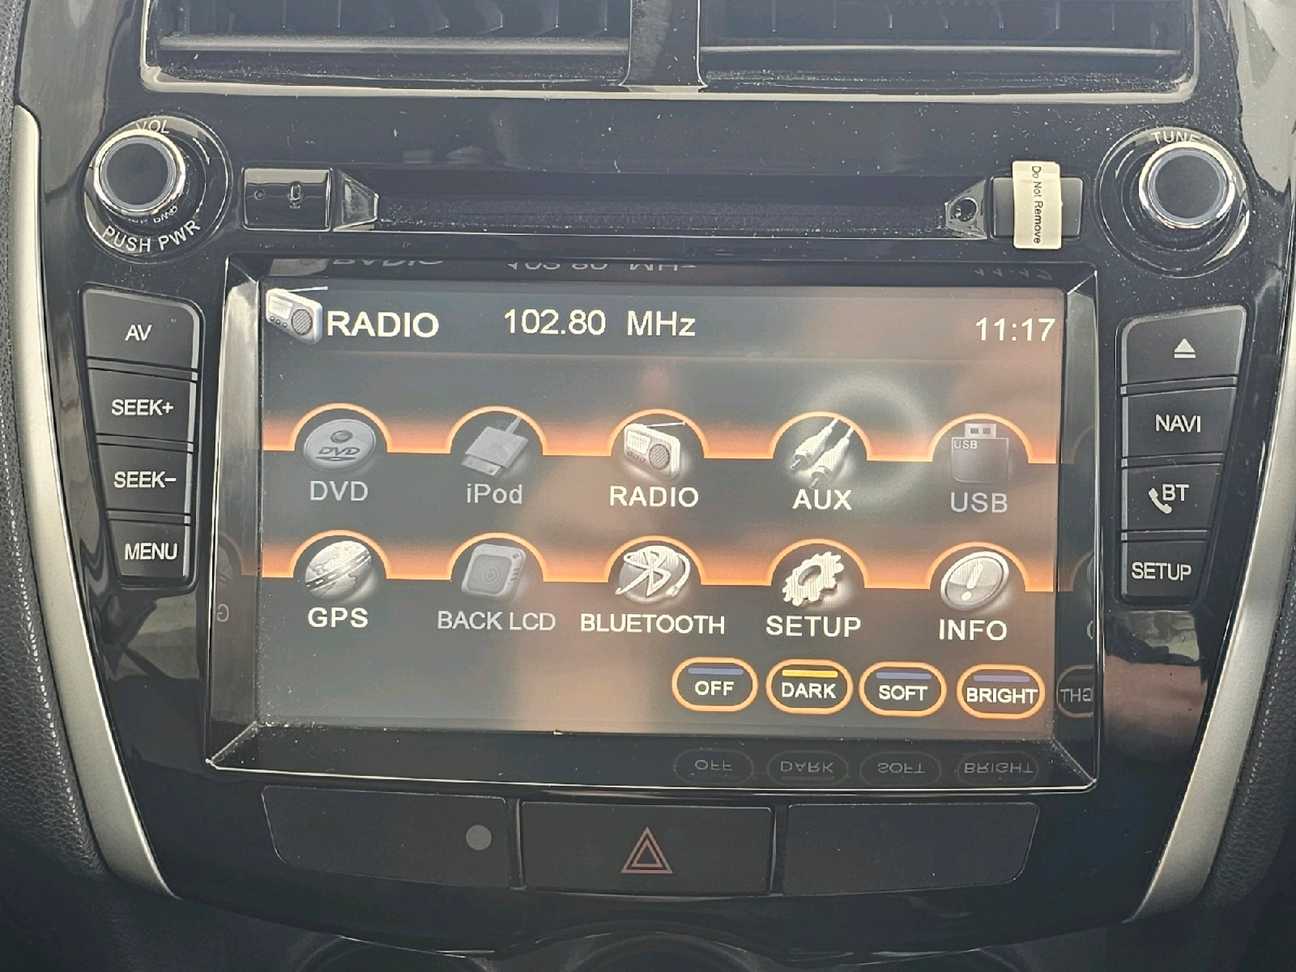 VOL
PUSH PWR
TUNE
Do Not Remove
AV
SEEK+
SEEK–
MENU
RADIO 102.80 MHz 11:17
DVD iPod RADIO AUX USB
GPS BACK LCD BLUETOOTH SETUP INFO
OFF DARK SOFT BRIGHT
NAVI
BT
SETUP
DVD
USB